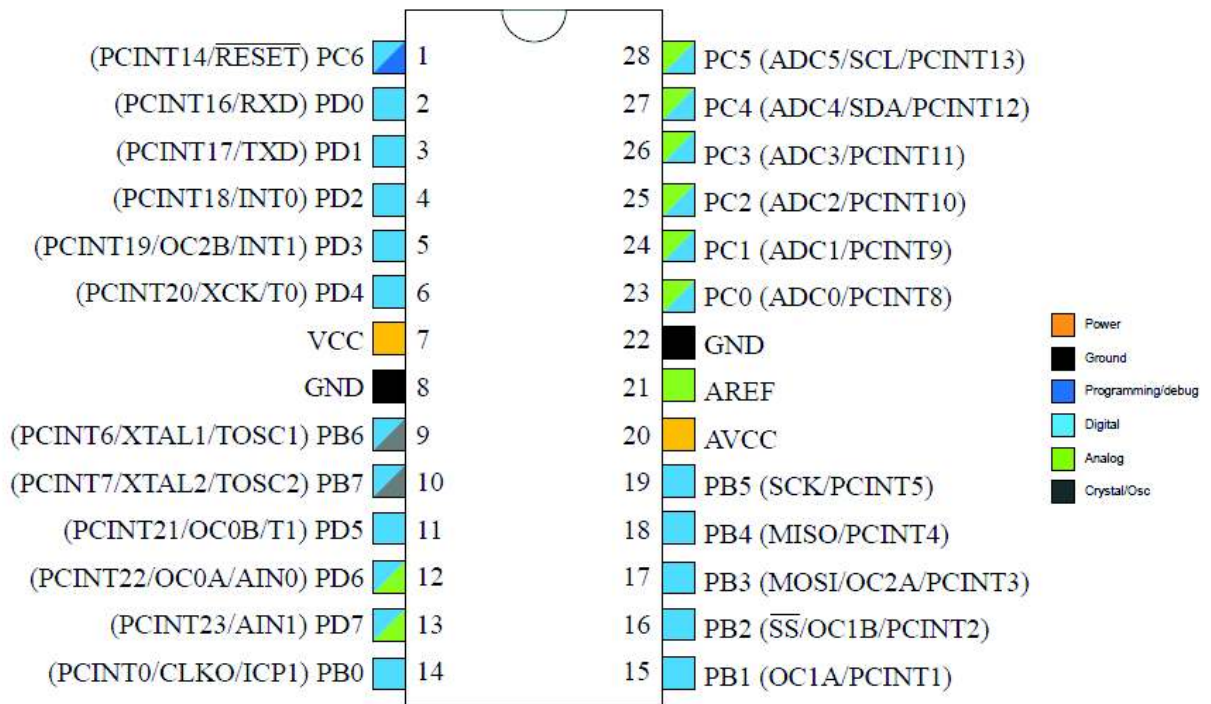 (PCINT14/RESET) PC6 1
(PCINT16/RXD) PD0 2
(PCINT17/TXD) PD1 3
(PCINT18/INT0) PD2 4
(PCINT19/OC2B/INT1) PD3 5
(PCINT20/XCK/T0) PD4 6
VCC 7
GND 8
(PCINT6/XTAL1/TOSC1) PB6 9
(PCINT7/XTAL2/TOSC2) PB7 10
(PCINT21/OC0B/T1) PD5 11
(PCINT22/OC0A/AIN0) PD6 12
(PCINT23/AIN1) PD7 13
(PCINT0/CLKO/ICP1) PB0 14
28 PC5 (ADC5/SCL/PCINT13)
27 PC4 (ADC4/SDA/PCINT12)
26 PC3 (ADC3/PCINT11)
25 PC2 (ADC2/PCINT10)
24 PC1 (ADC1/PCINT9)
23 PC0 (ADC0/PCINT8)
22 GND
21 AREF
20 AVCC
19 PB5 (SCK/PCINT5)
18 PB4 (MISO/PCINT4)
17 PB3 (MOSI/OC2A/PCINT3)
16 PB2 (SS/OC1B/PCINT2)
15 PB1 (OC1A/PCINT1)
Power
Ground
Programming/debug
Digital
Analog
Crystal/Osc